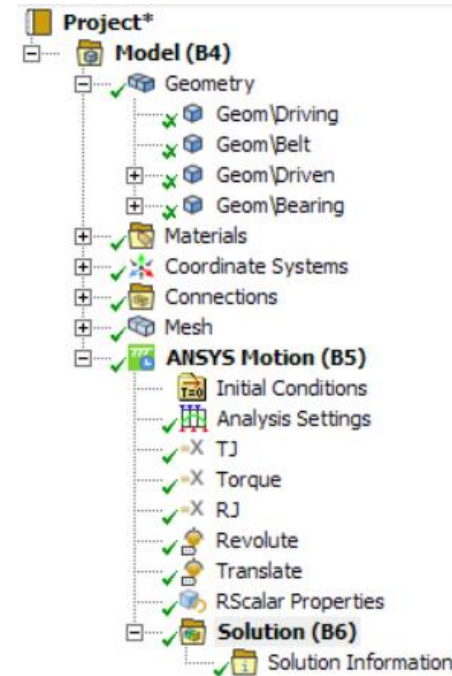 Project*
Model (B4)
Geometry
Geom\Driving
Geom\Belt
Geom\Driven
Geom\Bearing
Materials
Coordinate Systems
Connections
Mesh
ANSYS Motion (B5)
T=0 Initial Conditions
Analysis Settings
=X TJ
=X Torque
=X RJ
Revolute
Translate
RScalar Properties
Solution (B6)
Solution Information